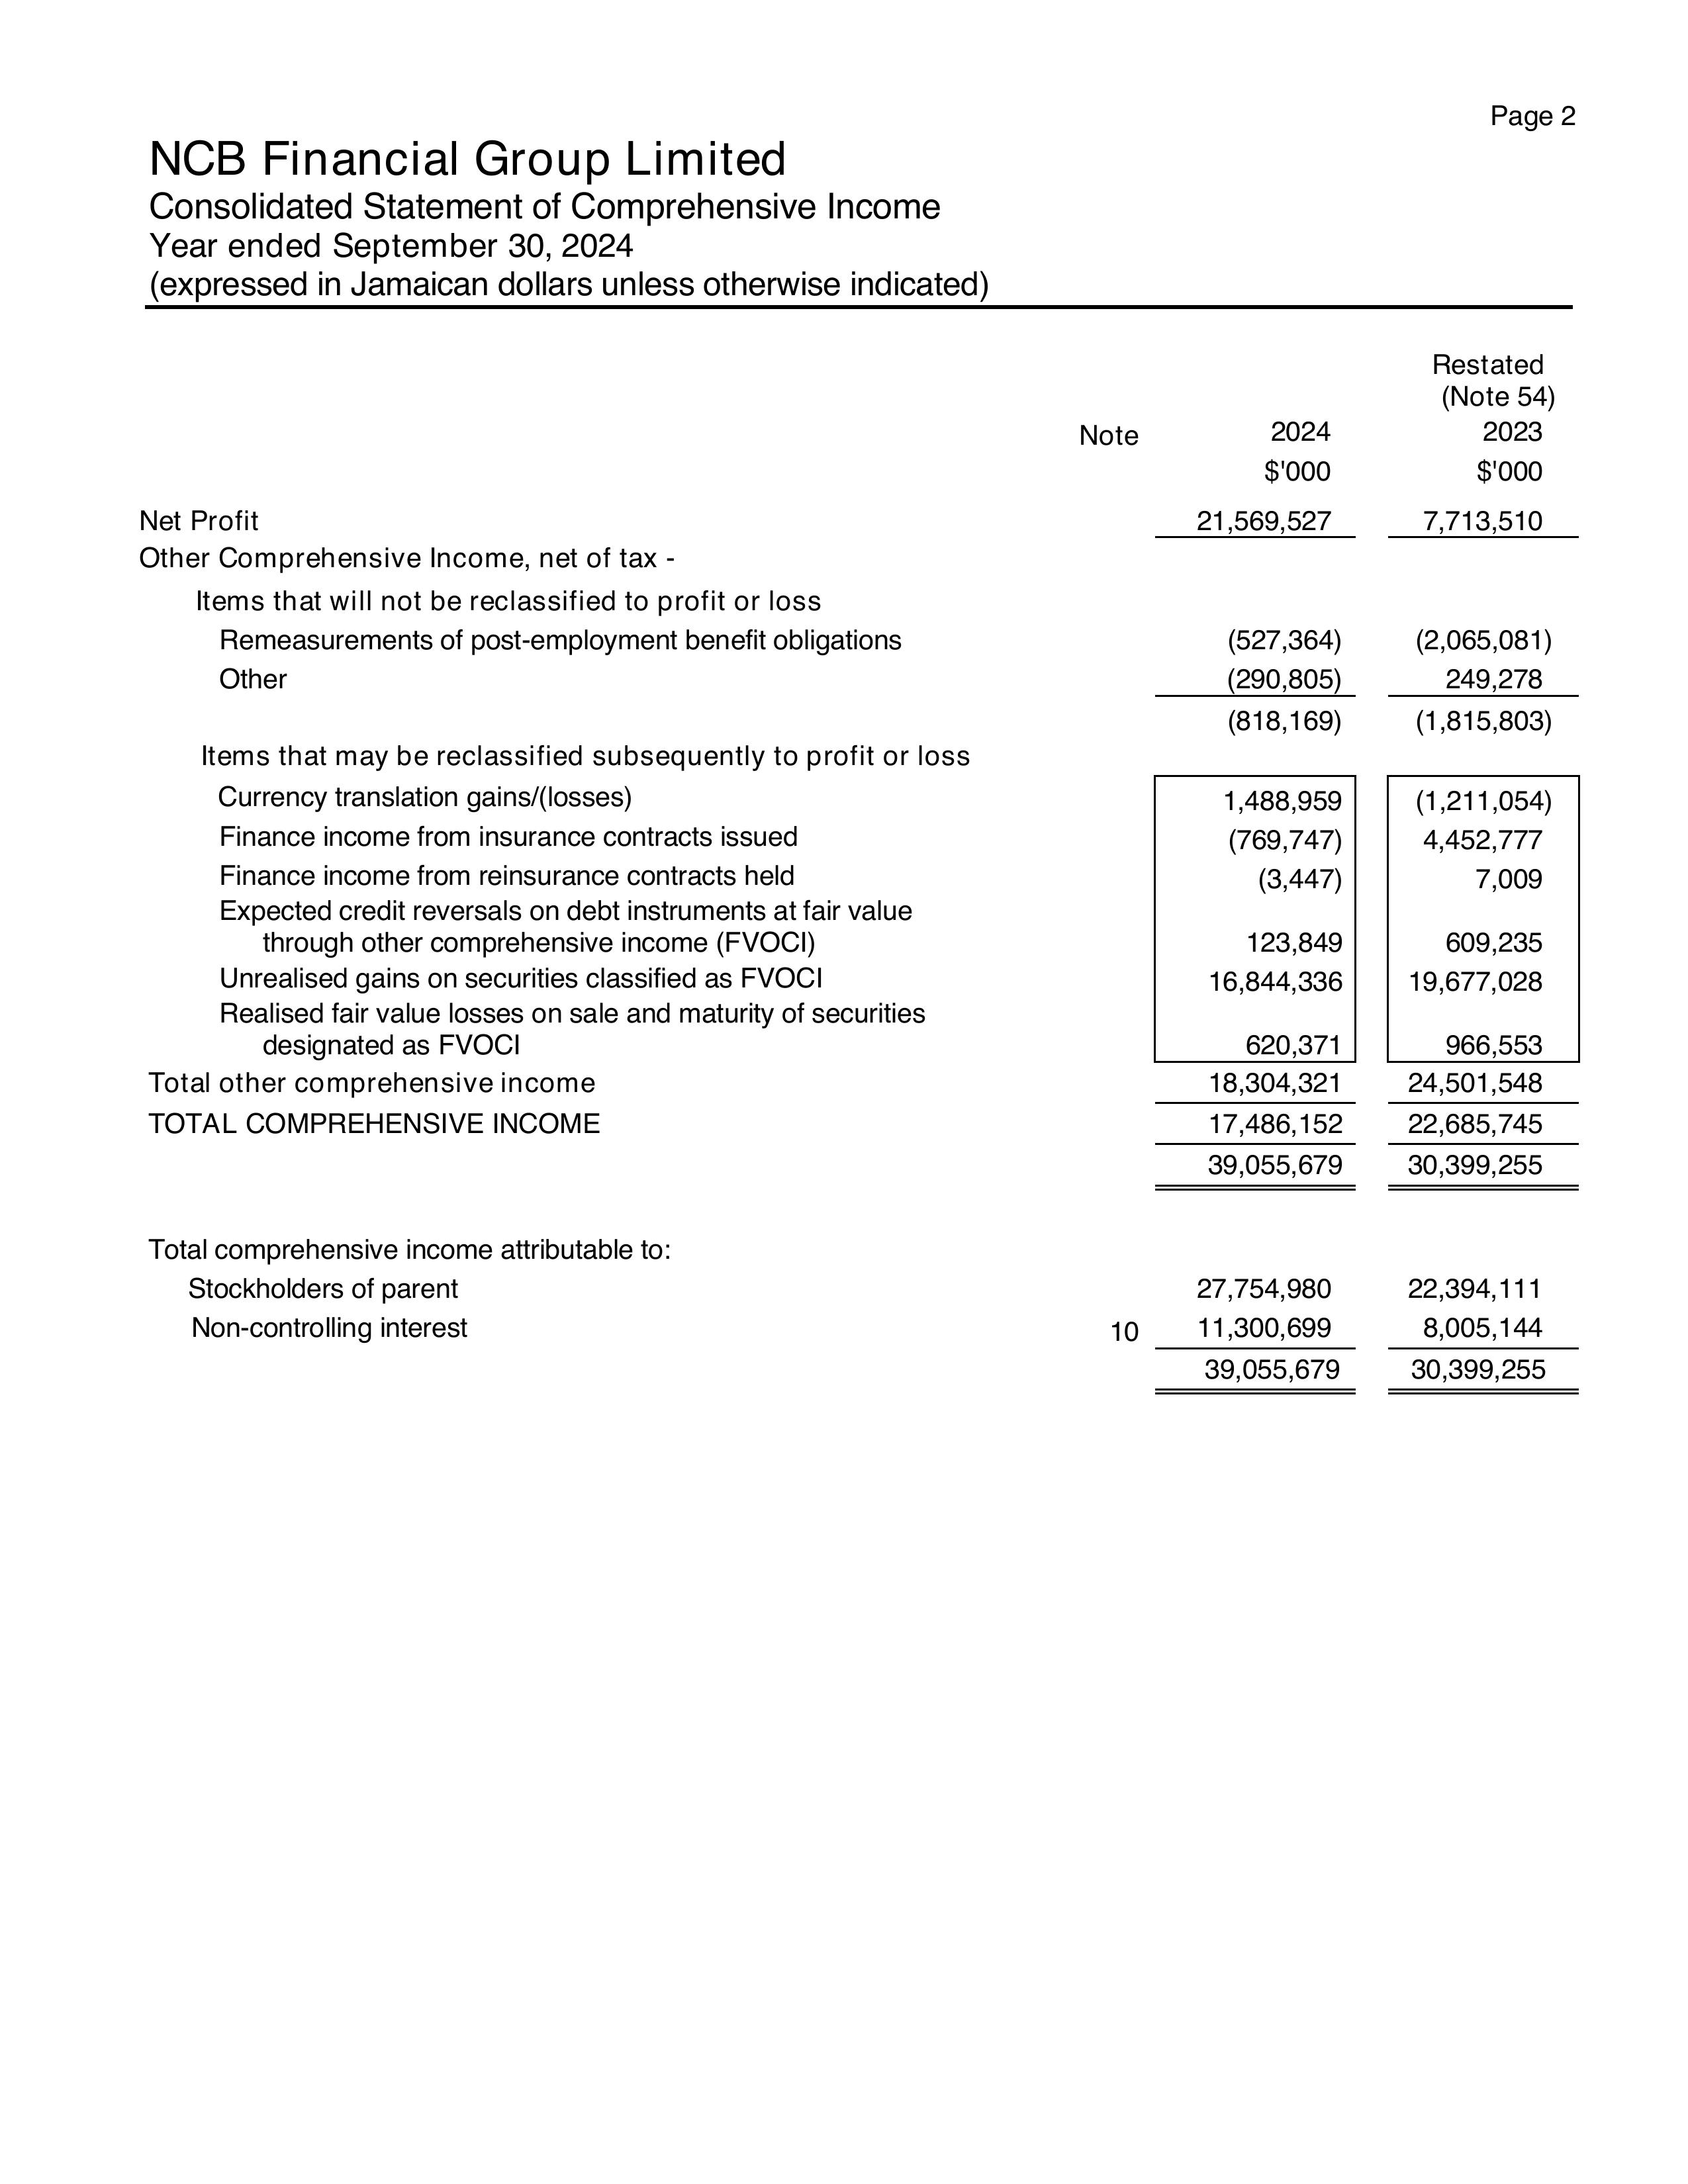 Page 2
NCB Financial Group Limited
Consolidated Statement of Comprehensive Income
Year ended September 30, 2024
(expressed in Jamaican dollars unless otherwise indicated)
Restated
(Note 54)
Note 2024 2023
$'000 $'000
Net Profit 21,569,527 7,713,510
Other Comprehensive Income, net of tax -
Items that will not be reclassified to profit or loss
Remeasurements of post-employment benefit obligations (527,364) (2,065,081)
Other (290,805) 249,278
(818,169) (1,815,803)
Items that may be reclassified subsequently to profit or loss
Currency translation gains/(losses) 1,488,959 (1,211,054)
Finance income from insurance contracts issued (769,747) 4,452,777
Finance income from reinsurance contracts held (3,447) 7,009
Expected credit reversals on debt instruments at fair value
through other comprehensive income (FVOCI) 123,849 609,235
Unrealised gains on securities classified as FVOCI 16,844,336 19,677,028
Realised fair value losses on sale and maturity of securities
designated as FVOCI 620,371 966,553
Total other comprehensive income 18,304,321 24,501,548
TOTAL COMPREHENSIVE INCOME 17,486,152 22,685,745
39,055,679 30,399,255
Total comprehensive income attributable to:
Stockholders of parent 27,754,980 22,394,111
Non-controlling interest 10 11,300,699 8,005,144
39,055,679 30,399,255